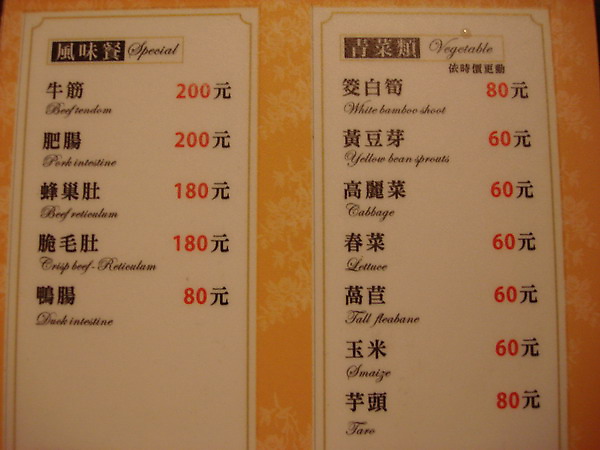 風味餐 Special
牛筋 200元
Beef tendom
肥腸 200元
Pork intestine
蜂巢肚 180元
Beef reticulum
脆毛肚 180元
Crisp beef-Reticulum
鴨腸 80元
Duck intestine
青菜類 Vegetable
依時價更動
筊白筍 80元
White bamboo shoot
黃豆芽 60元
Yellow bean sprouts
高麗菜 60元
Cabbage
春菜 60元
Lettuce
萵苣 60元
Tall fleabane
玉米 60元
Smaize
芋頭 80元
Taro